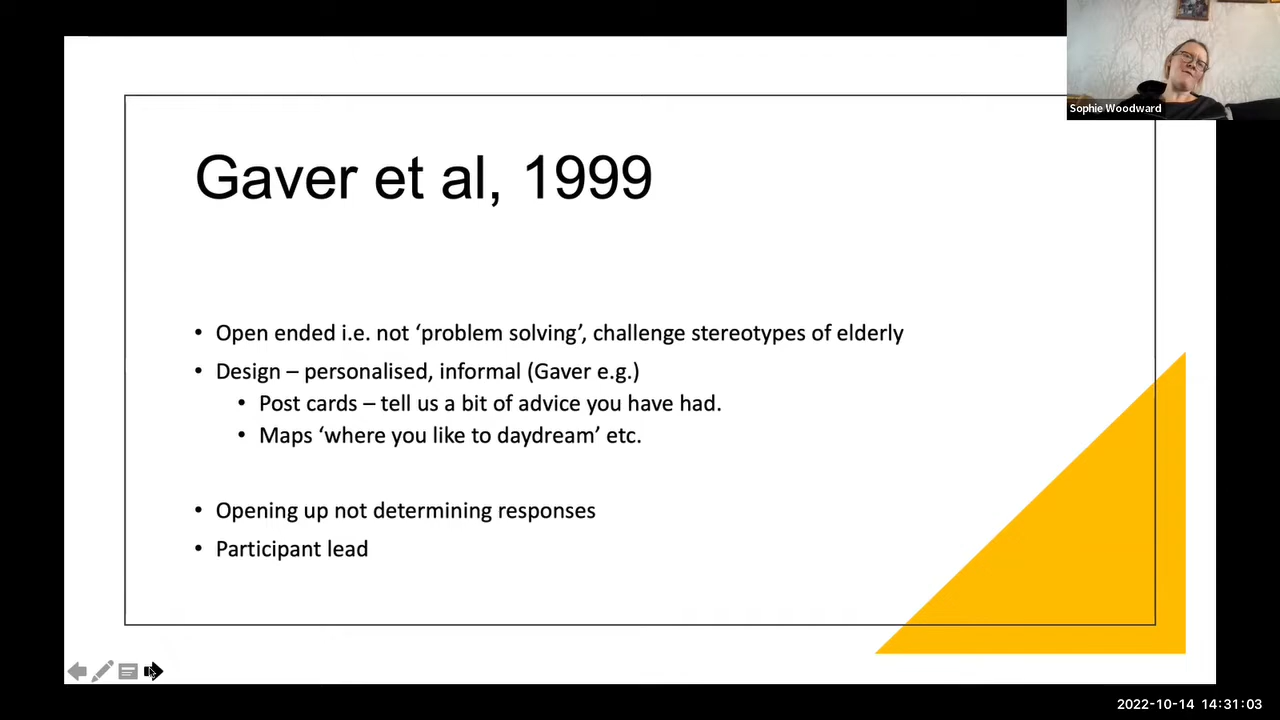 Sophie Woodward
Gaver et al, 1999
• Open ended i.e. not ‘problem solving’, challenge stereotypes of elderly
• Design – personalised, informal (Gaver e.g.)
• Post cards – tell us a bit of advice you have had.
• Maps ‘where you like to daydream’ etc.
• Opening up not determining responses
• Participant lead
2022-10-14 14:31:03